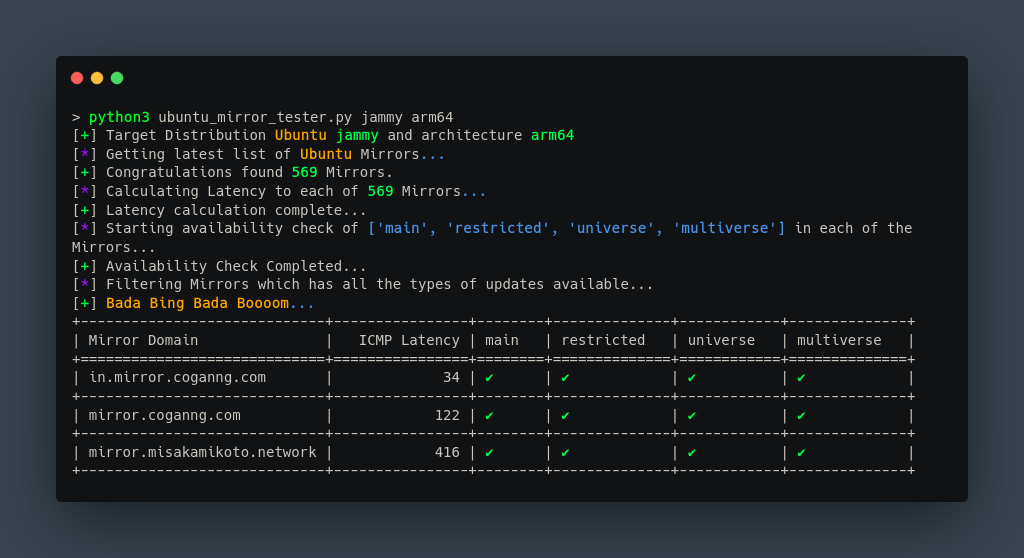 > python3 ubuntu_mirror_tester.py jammy arm64
[+] Target Distribution Ubuntu jammy and architecture arm64
[*] Getting latest list of Ubuntu Mirrors...
[+] Congratulations found 569 Mirrors.
[*] Calculating Latency to each of 569 Mirrors...
[+] Latency calculation complete...
[*] Starting availability check of ['main', 'restricted', 'universe', 'multiverse'] in each of the
Mirrors...
[+] Availability Check Completed...
[*] Filtering Mirrors which has all the types of updates available...
[+] Bada Bing Bada Boooom...
+-----------------------------+----------------+--------+--------------+------------+--------------+
| Mirror Domain               |   ICMP Latency | main   | restricted   | universe   | multiverse   |
+=============================+================+========+==============+============+==============+
| in.mirror.coganng.com       |             34 | ✔      | ✔            | ✔          | ✔            |
+-----------------------------+----------------+--------+--------------+------------+--------------+
| mirror.coganng.com          |            122 | ✔      | ✔            | ✔          | ✔            |
+-----------------------------+----------------+--------+--------------+------------+--------------+
| mirror.misakamikoto.network |            416 | ✔      | ✔            | ✔          | ✔            |
+-----------------------------+----------------+--------+--------------+------------+--------------+